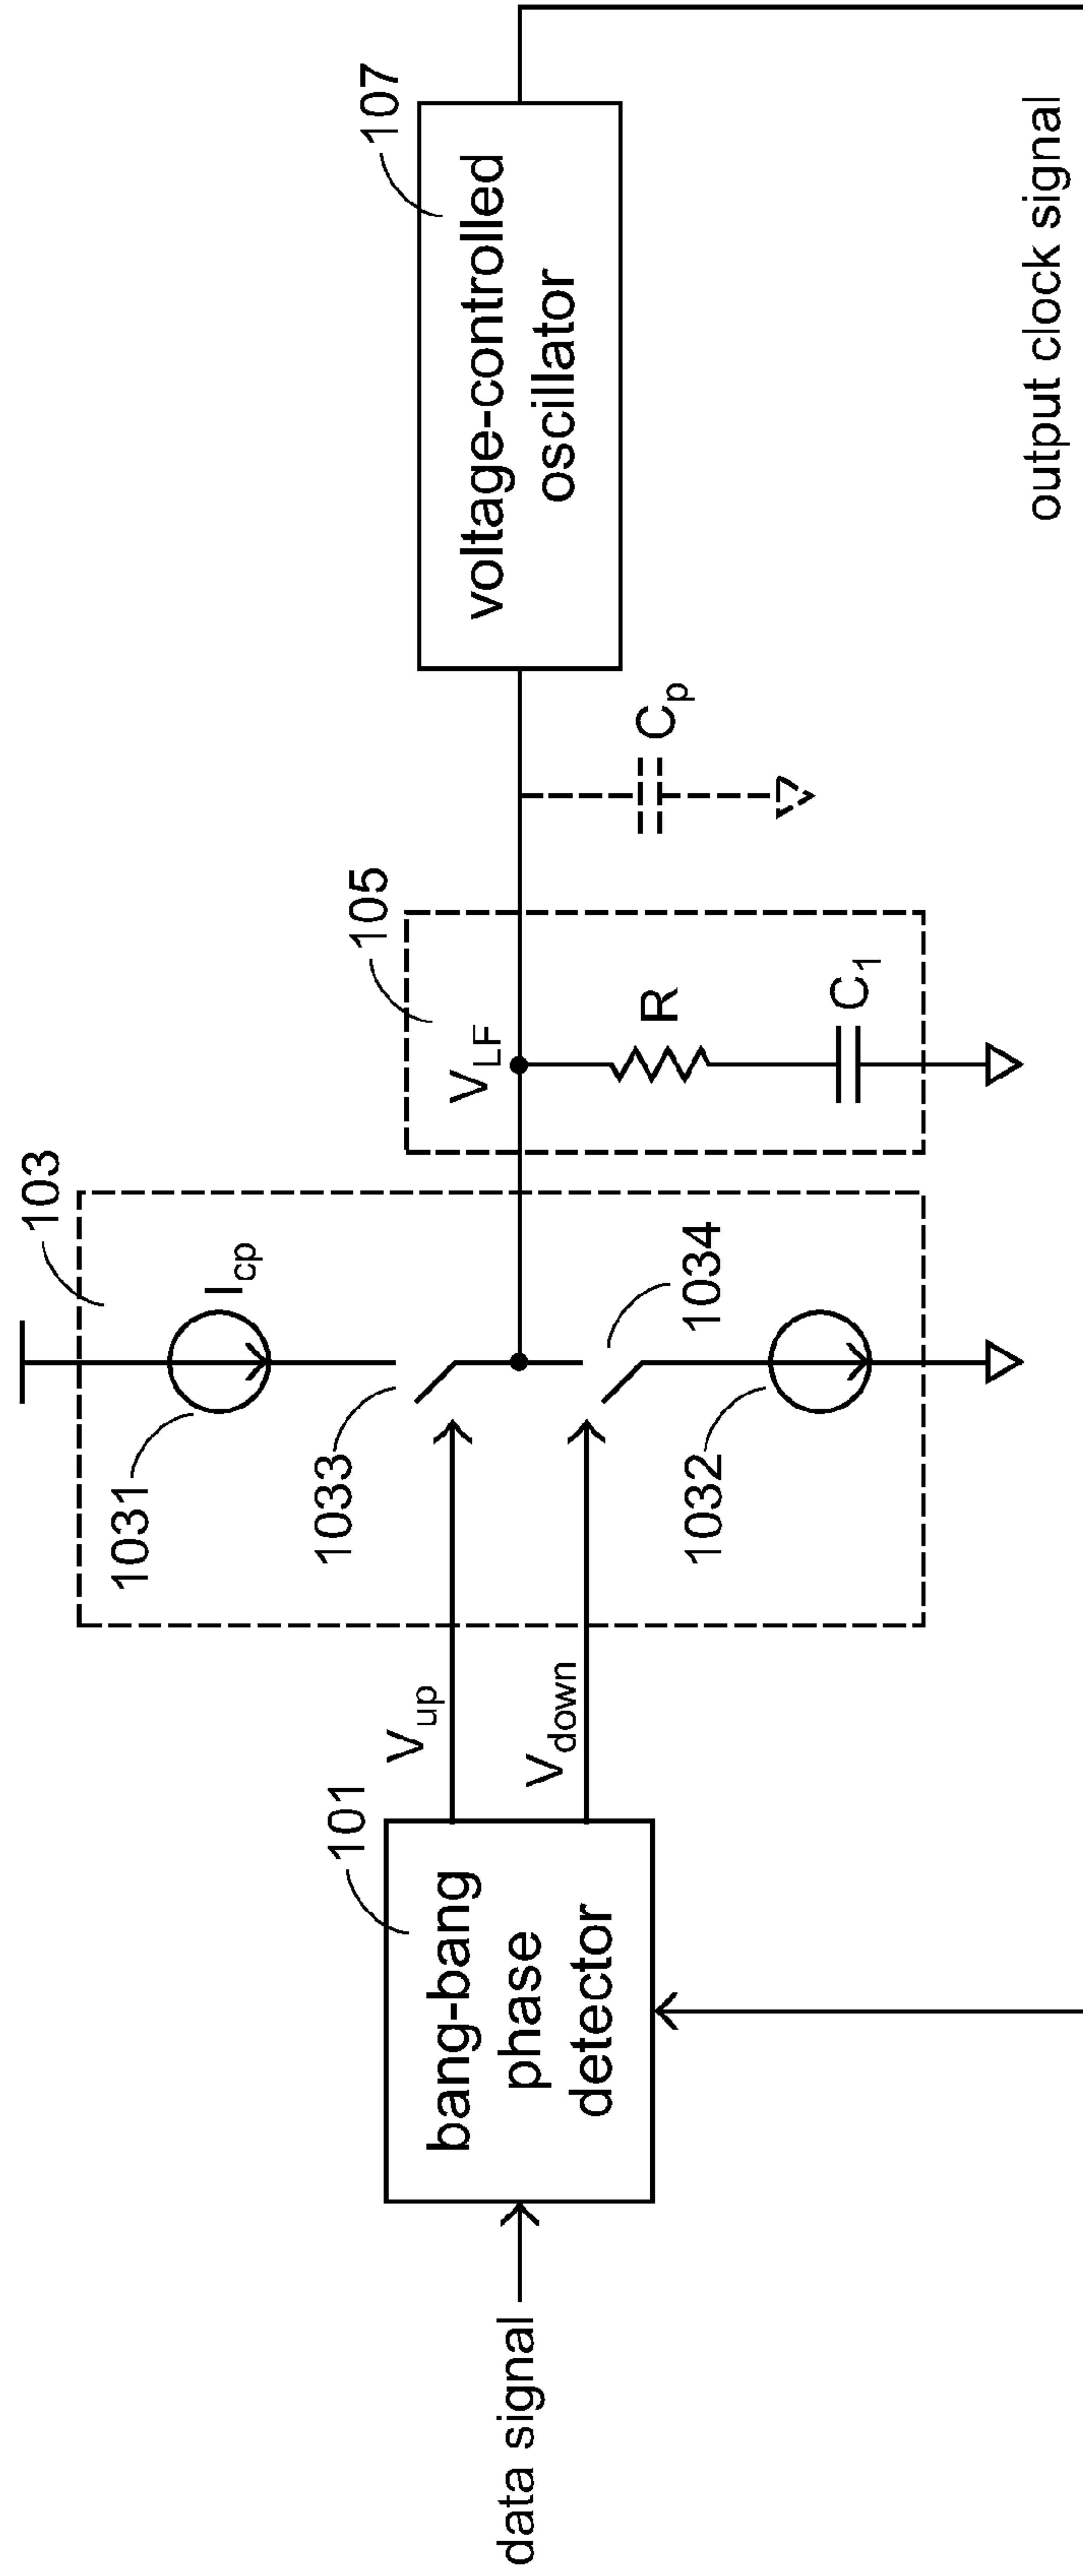 data signal
101
bang-bang
phase
detector
V_up
V_down
103
1031
I_cp
1033
1034
1032
105
V_LF
R
C_1
C_p
107
voltage-controlled
oscillator
output clock signal